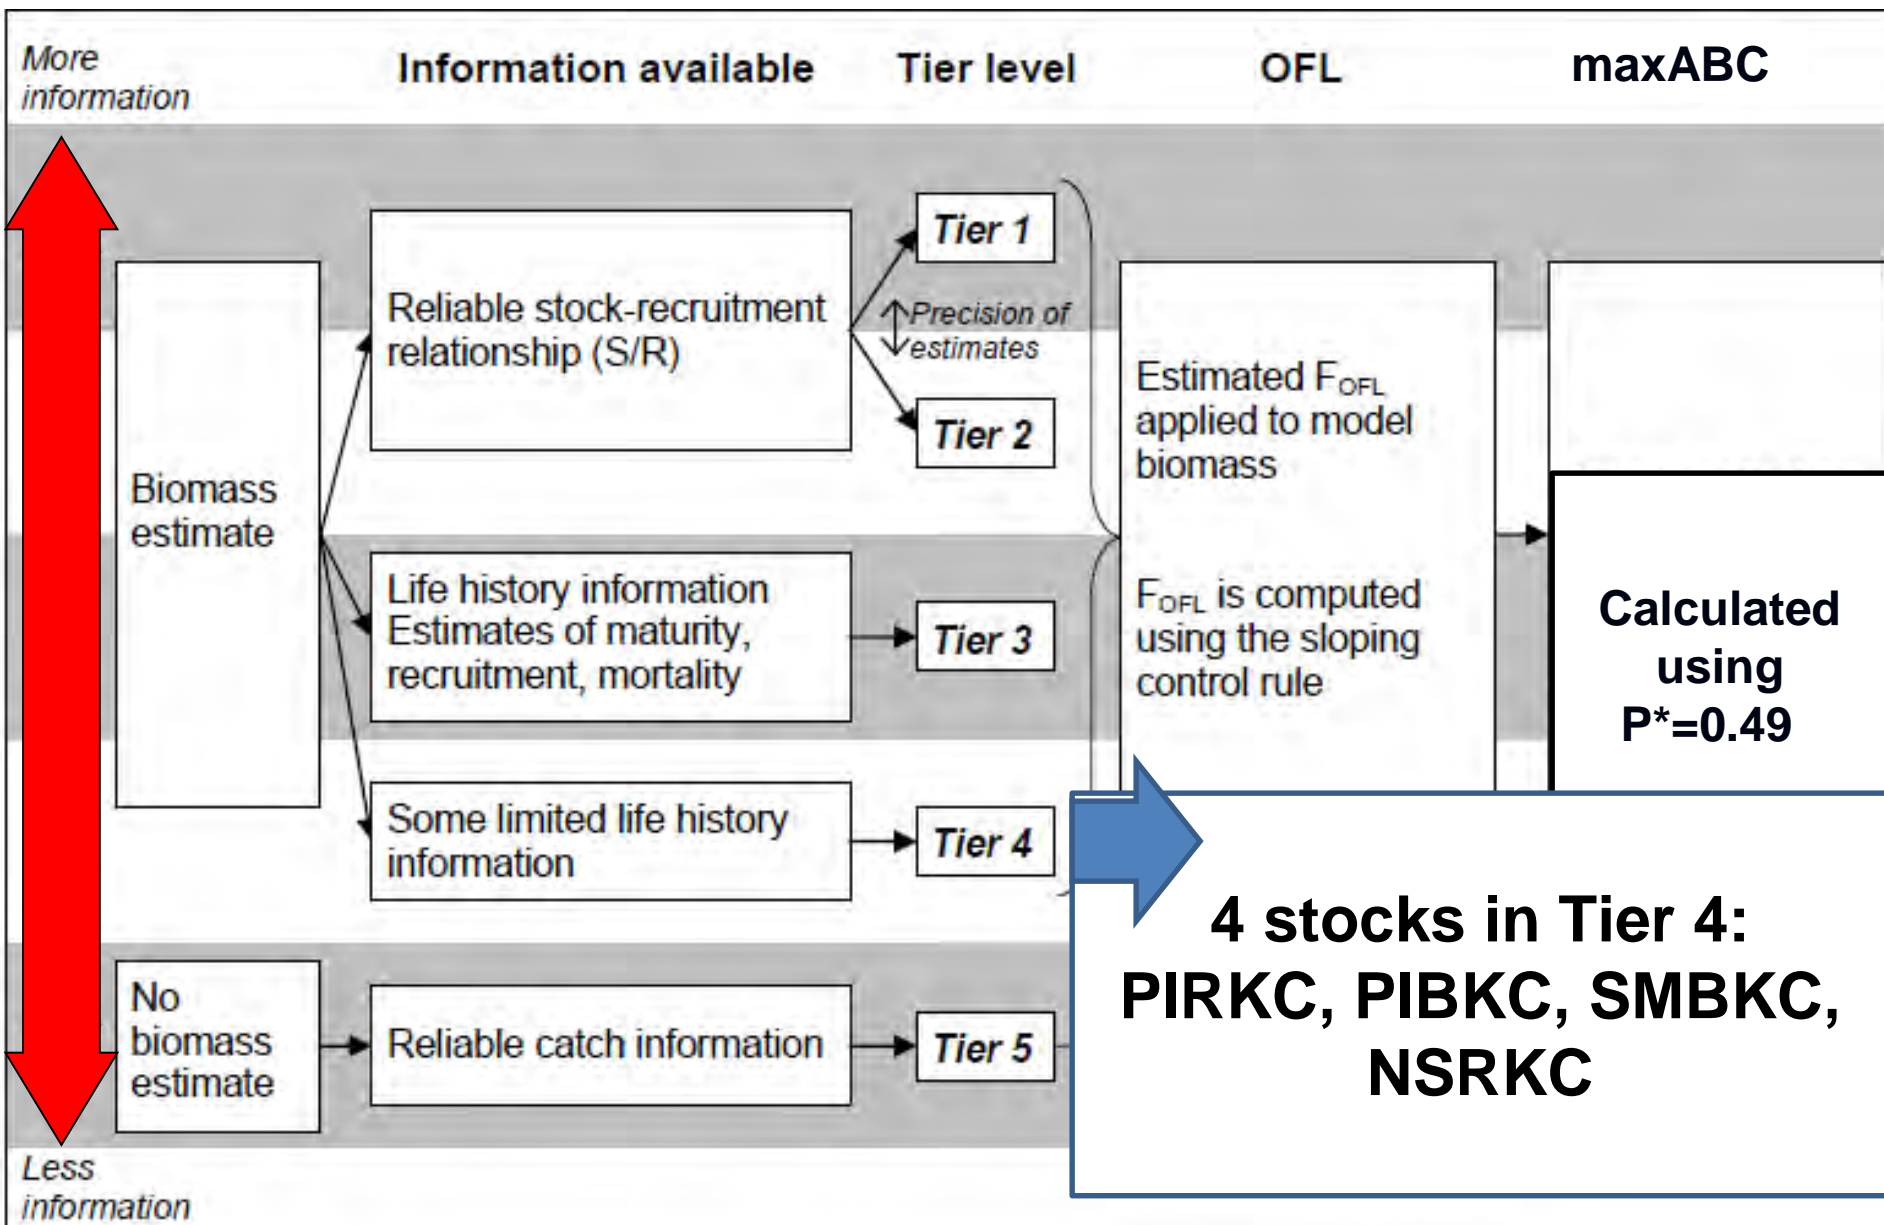 More
information
Information available
Tier level
OFL
maxABC
Biomass
estimate
Reliable stock-recruitment
relationship (S/R)
Tier 1
Precision of
estimates
Tier 2
Life history information
Estimates of maturity,
recruitment, mortality
Tier 3
Some limited life history
information
Tier 4
Estimated FOFL
applied to model
biomass
FOFL is computed
using the sloping
control rule
Calculated
using
P*=0.49
4 stocks in Tier 4:
PIRKC, PIBKC, SMBKC,
NSRKC
No
biomass
estimate
Reliable catch information
Tier 5
Less
information